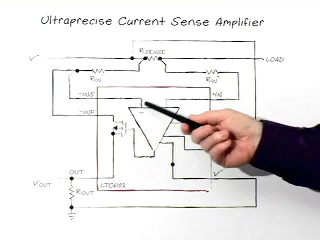 Ultraprecise Current Sense Amplifier
RSENSE
V+ LOAD
RIN RIN
-INS +IN
-INF
V-
OUT
VOUT ROUT LTC6102